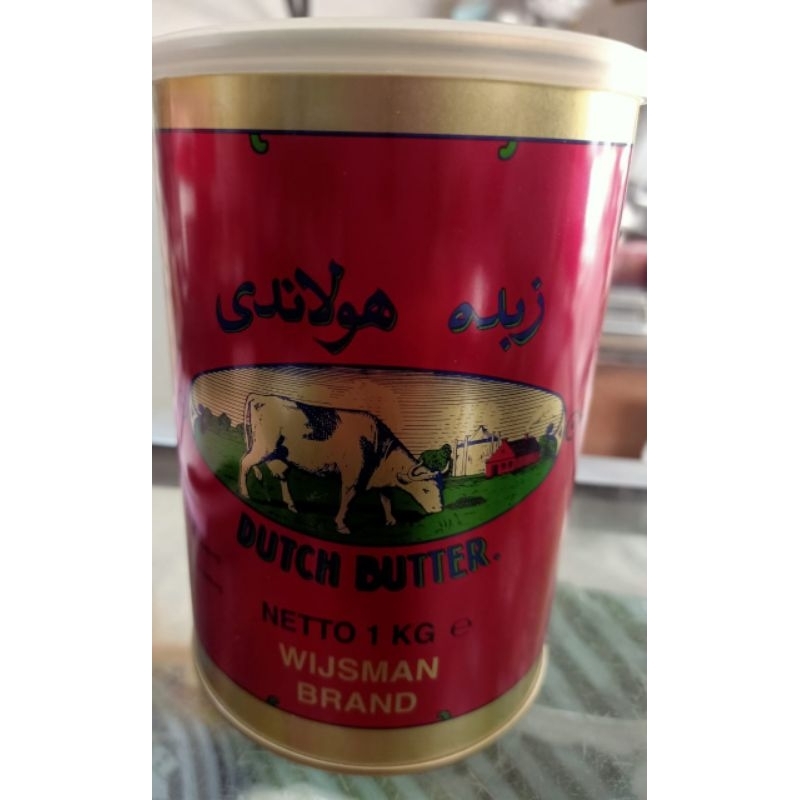 زبده هولاندی
DUTCH BUTTER.
NETTO 1 KG ℮
WIJSMAN
BRAND